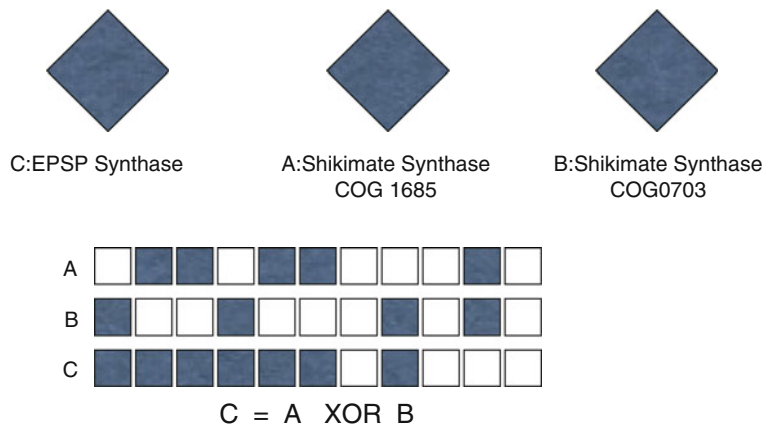 C:EPSP Synthase
A:Shikimate Synthase
COG 1685
B:Shikimate Synthase
COG0703
A
B
C
C = A XOR B